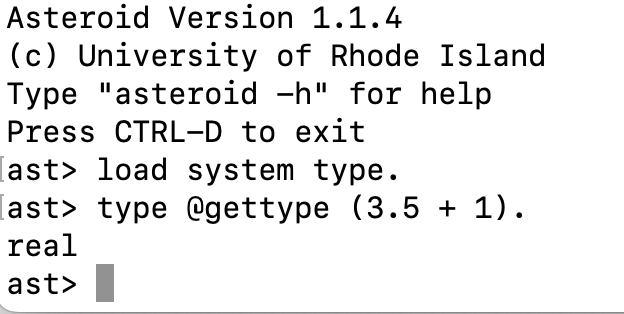 Asteroid Version 1.1.4
(c) University of Rhode Island
Type "asteroid -h" for help
Press CTRL-D to exit
[ast> load system type.
[ast> type @gettype (3.5 + 1).
real
ast>